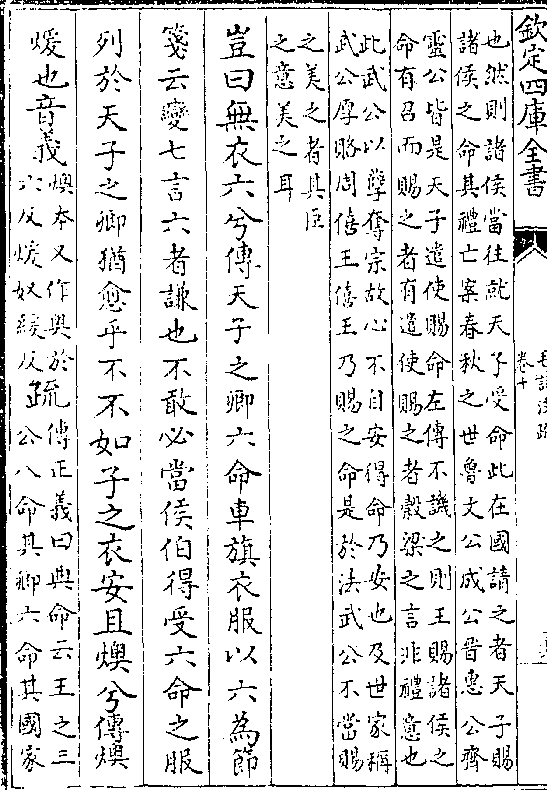 欽定四庫全書
毛詩注疏
卷十
也然則諸侯當往就天子受命此在國請之者天子賜
諸侯之命其禮亡案春秋之世魯文公成公晉惠公齊
靈公皆是天子遣使賜命左傳不譏之則王賜諸侯之
命有召而賜之者有遣使賜之者穀梁之言非禮意也
此武公以孽奪宗故心不自安得命乃安也及世家稱
武公厚賂周僖王僖王乃賜之命是於法武公不當賜
之美之者其臣
之意美之耳
豈曰無衣六兮傳天子之卿六命車旗衣服以六為節
箋云變七言六者謙也不敢必當侯伯得受六命之服
列於天子之卿猶愈乎不不如子之衣安且燠兮傳燠
煖也音義
燠本又作奧於
六反煖奴緩反
疏
傳正義曰典命云王之三
公八命其卿六命其國家